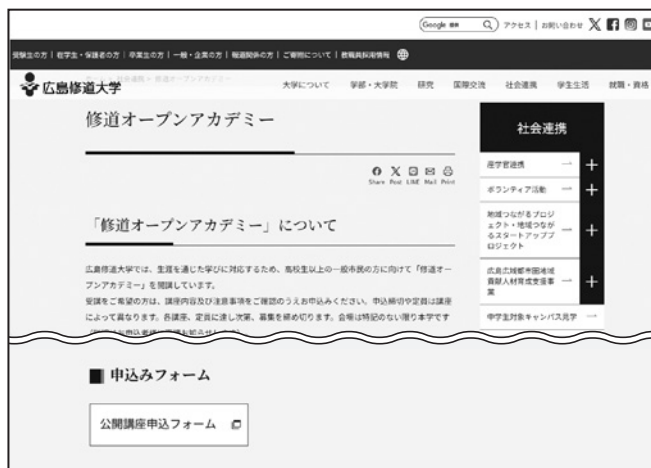 Google 検索
アクセス | お問い合わせ
受験生の方 | 在学生・保護者の方 | 卒業生の方 | 一般・企業の方 | 報道関係の方 | ご寄附について | 教職員採用情報
広島修道大学
大学について 学部・大学院 研究 国際交流 社会連携 学生生活 就職・資格
修道オープンアカデミー
Share Post LINE Mail Print
「修道オープンアカデミー」について
広島修道大学では、生涯を通じた学びに対応するため、高校生以上の一般市民の方に向けて「修道オー
プンアカデミー」を開講しています。
受講をご希望の方は、講座内容及び注意事項をご確認のうえお申込みください。申込締切や定員は講座
によって異なります。各講座、定員に達し次第、募集を締め切ります。会場は特記のない限り本学です
社会連携
産学官連携
ボランティア活動
地域つながるプロジ
ェクト・地域つなが
るスタートアッププ
ロジェクト
広島広域都市圏地域
貢献人材育成支援事
業
中学生対象キャンパス見学
■ 申込みフォーム
公開講座申込フォーム